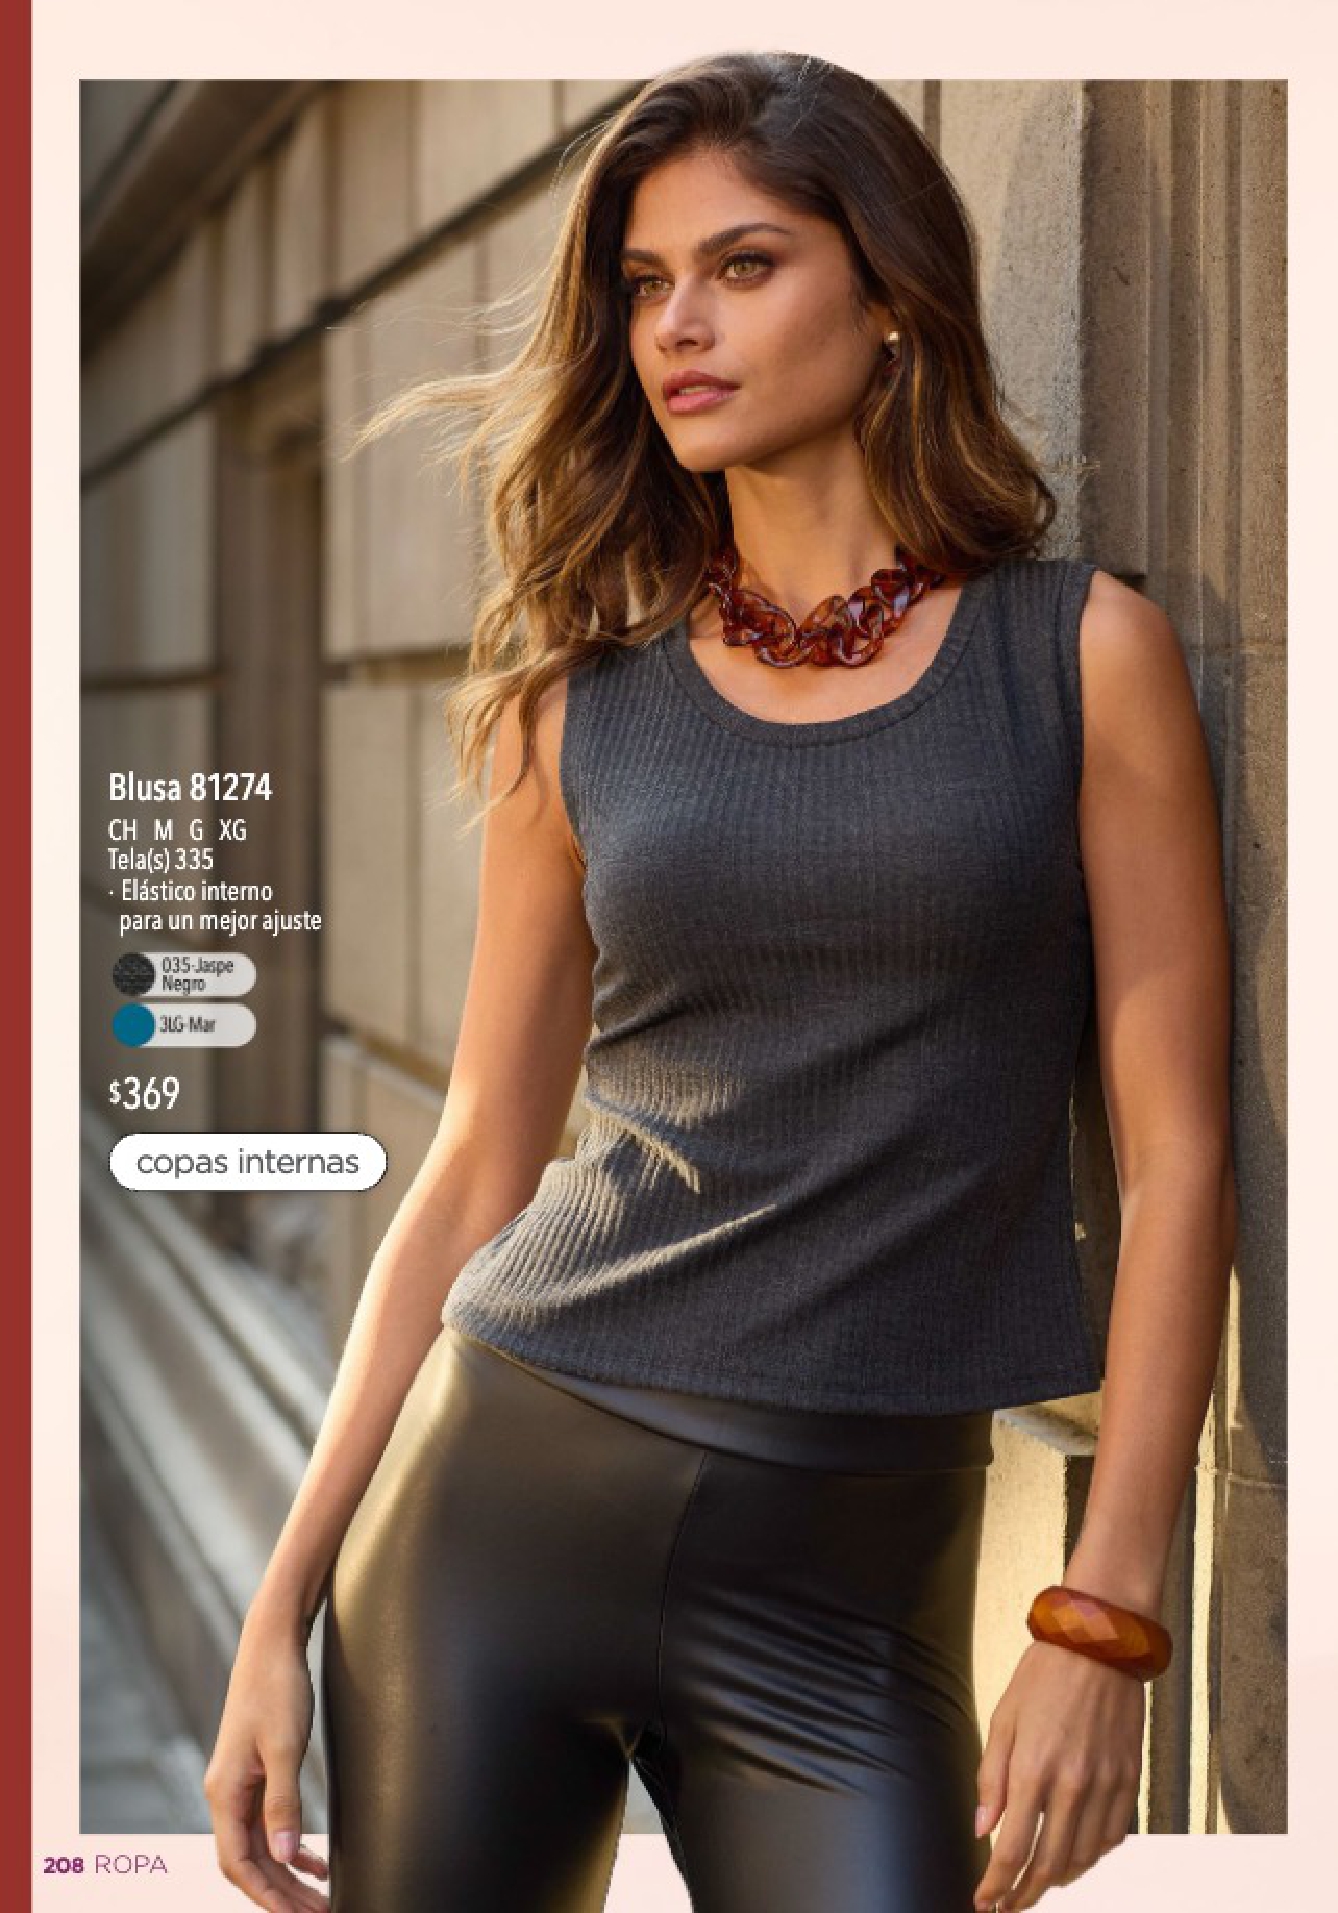 Blusa 81274
CH M G XG
Tela(s) 335
· Elástico interno
para un mejor ajuste
035-Jaspe
Negro
3LG-Mar
$369
copas internas
208 ROPA